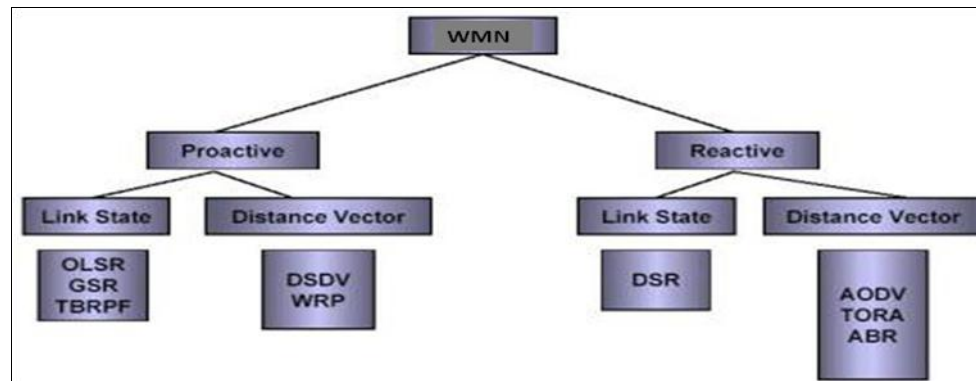 WMN
Proactive
Reactive
Link State
Distance Vector
Link State
Distance Vector
OLSR
GSR
TBRPF
DSDV
WRP
DSR
AODV
TORA
ABR